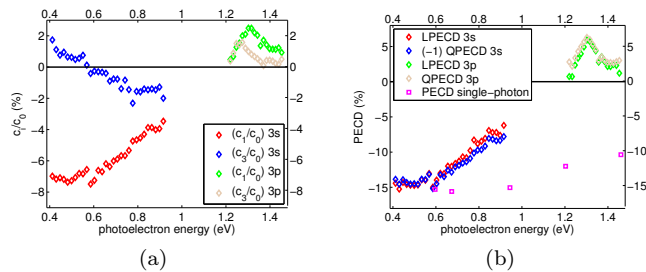 0.4 0.6 0.8 1 1.2 1.4
2
0
−2
−4
−6
−8
2
0
−2
−4
−6
−8
c_i/c_0 (%)
(c_1/c_0) 3s
(c_3/c_0) 3s
(c_1/c_0) 3p
(c_3/c_0) 3p
0.4 0.6 0.8 1 1.2 1.4
photoelectron energy (eV)
(a)
0.4 0.6 0.8 1 1.2 1.4
5
0
−5
−10
−15
5
0
−5
−10
−15
PECD (%)
LPECD 3s
(−1) QPECD 3s
LPECD 3p
QPECD 3p
PECD single−photon
0.4 0.6 0.8 1 1.2 1.4
photoelectron energy (eV)
(b)